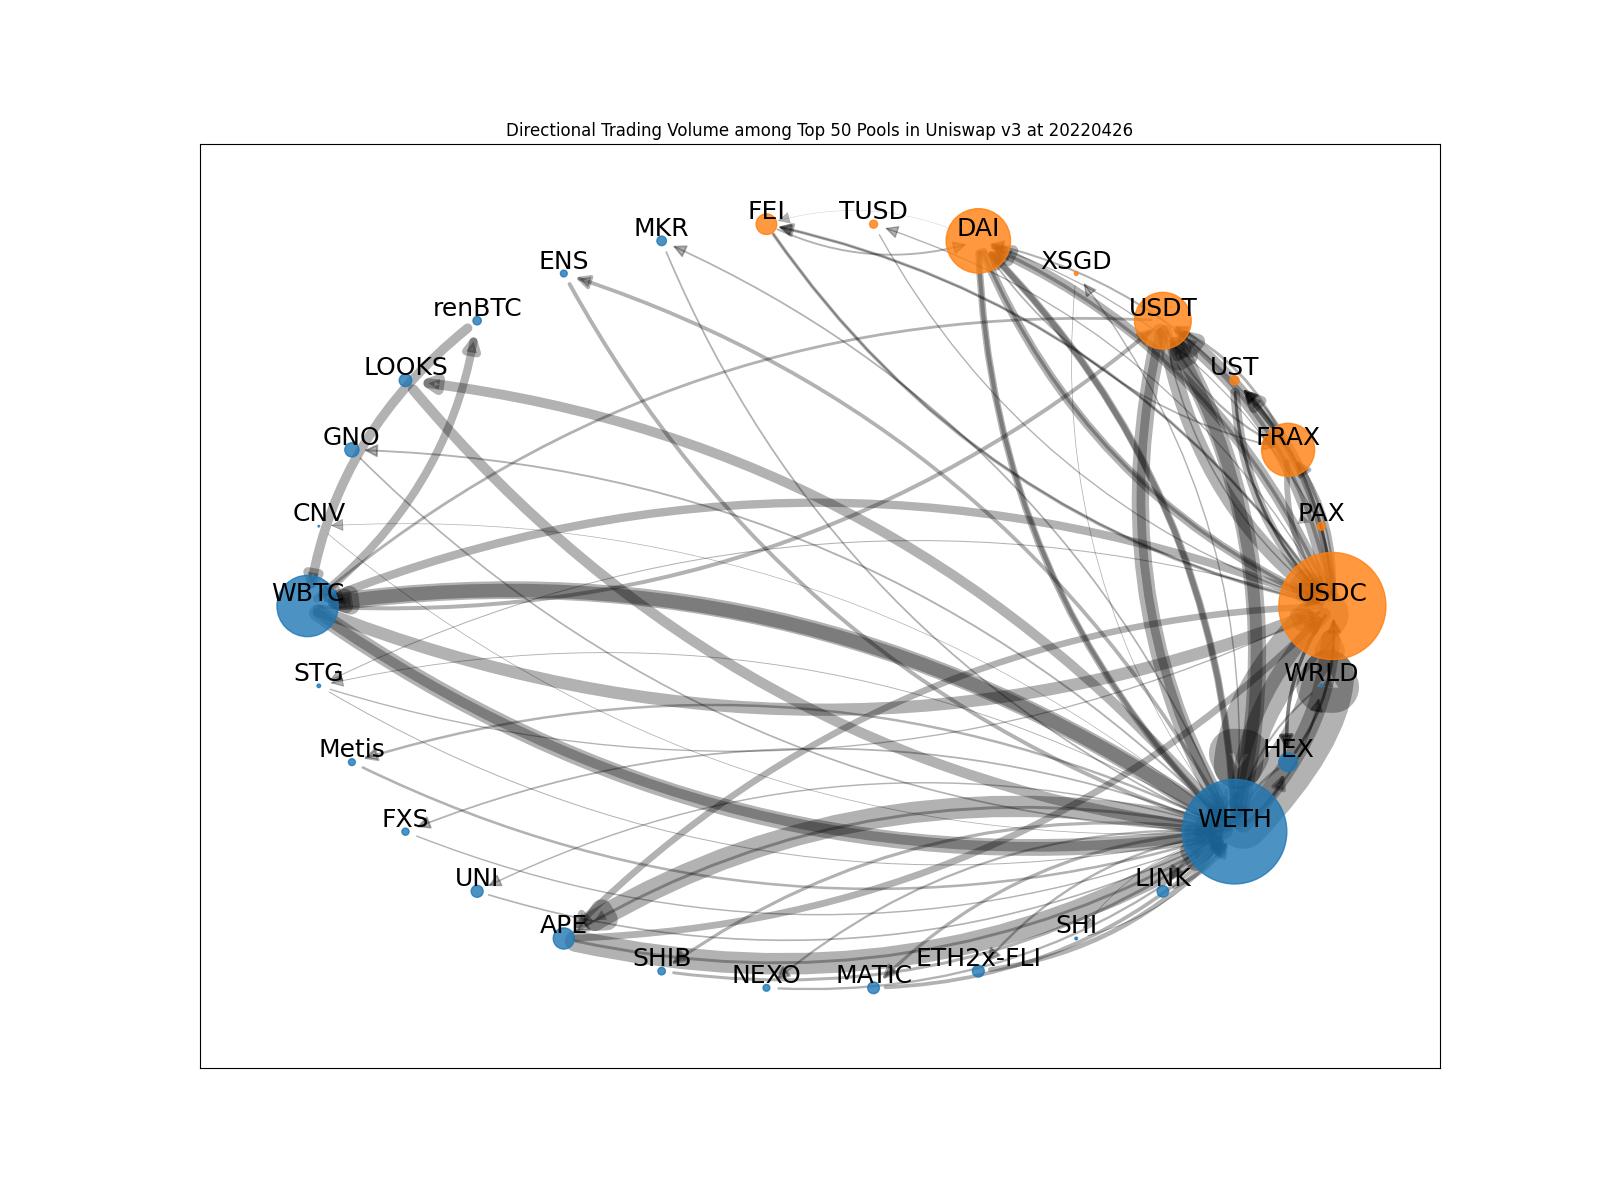 Directional Trading Volume among Top 50 Pools in Uniswap v3 at 20220426
FEI
TUSD
DAI
MKR
ENS
XSGD
renBTC
USDT
LOOKS
UST
GNO
FRAX
CNV
PAX
WBTC
USDC
STG
WRLD
Metis
HEX
FXS
WETH
UNI
LINK
APE
SHI
SHIB
ETH2x-FLI
NEXO
MATIC